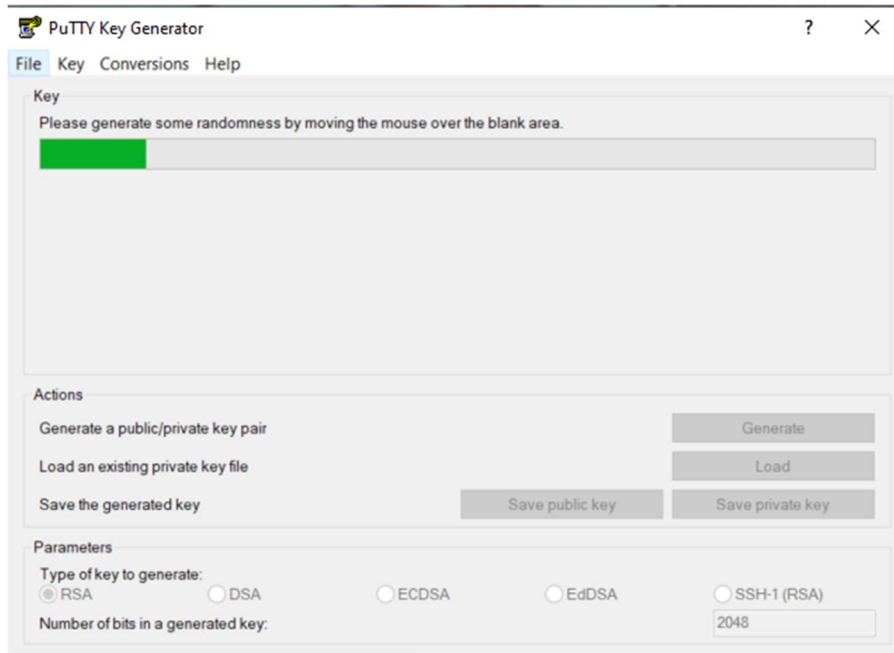 PuTTY Key Generator ?
File Key Conversions Help
Key
Please generate some randomness by moving the mouse over the blank area.
Actions
Generate a public/private key pair Generate
Load an existing private key file Load
Save the generated key Save public key Save private key
Parameters
Type of key to generate:
RSA DSA ECDSA EdDSA SSH-1 (RSA)
Number of bits in a generated key: 2048